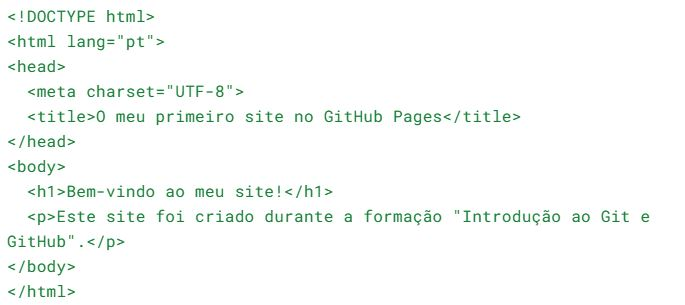 <!DOCTYPE html>
<html lang="pt">
<head>
  <meta charset="UTF-8">
  <title>O meu primeiro site no GitHub Pages</title>
</head>
<body>
  <h1>Bem-vindo ao meu site!</h1>
  <p>Este site foi criado durante a formação "Introdução ao Git e
GitHub".</p>
</body>
</html>